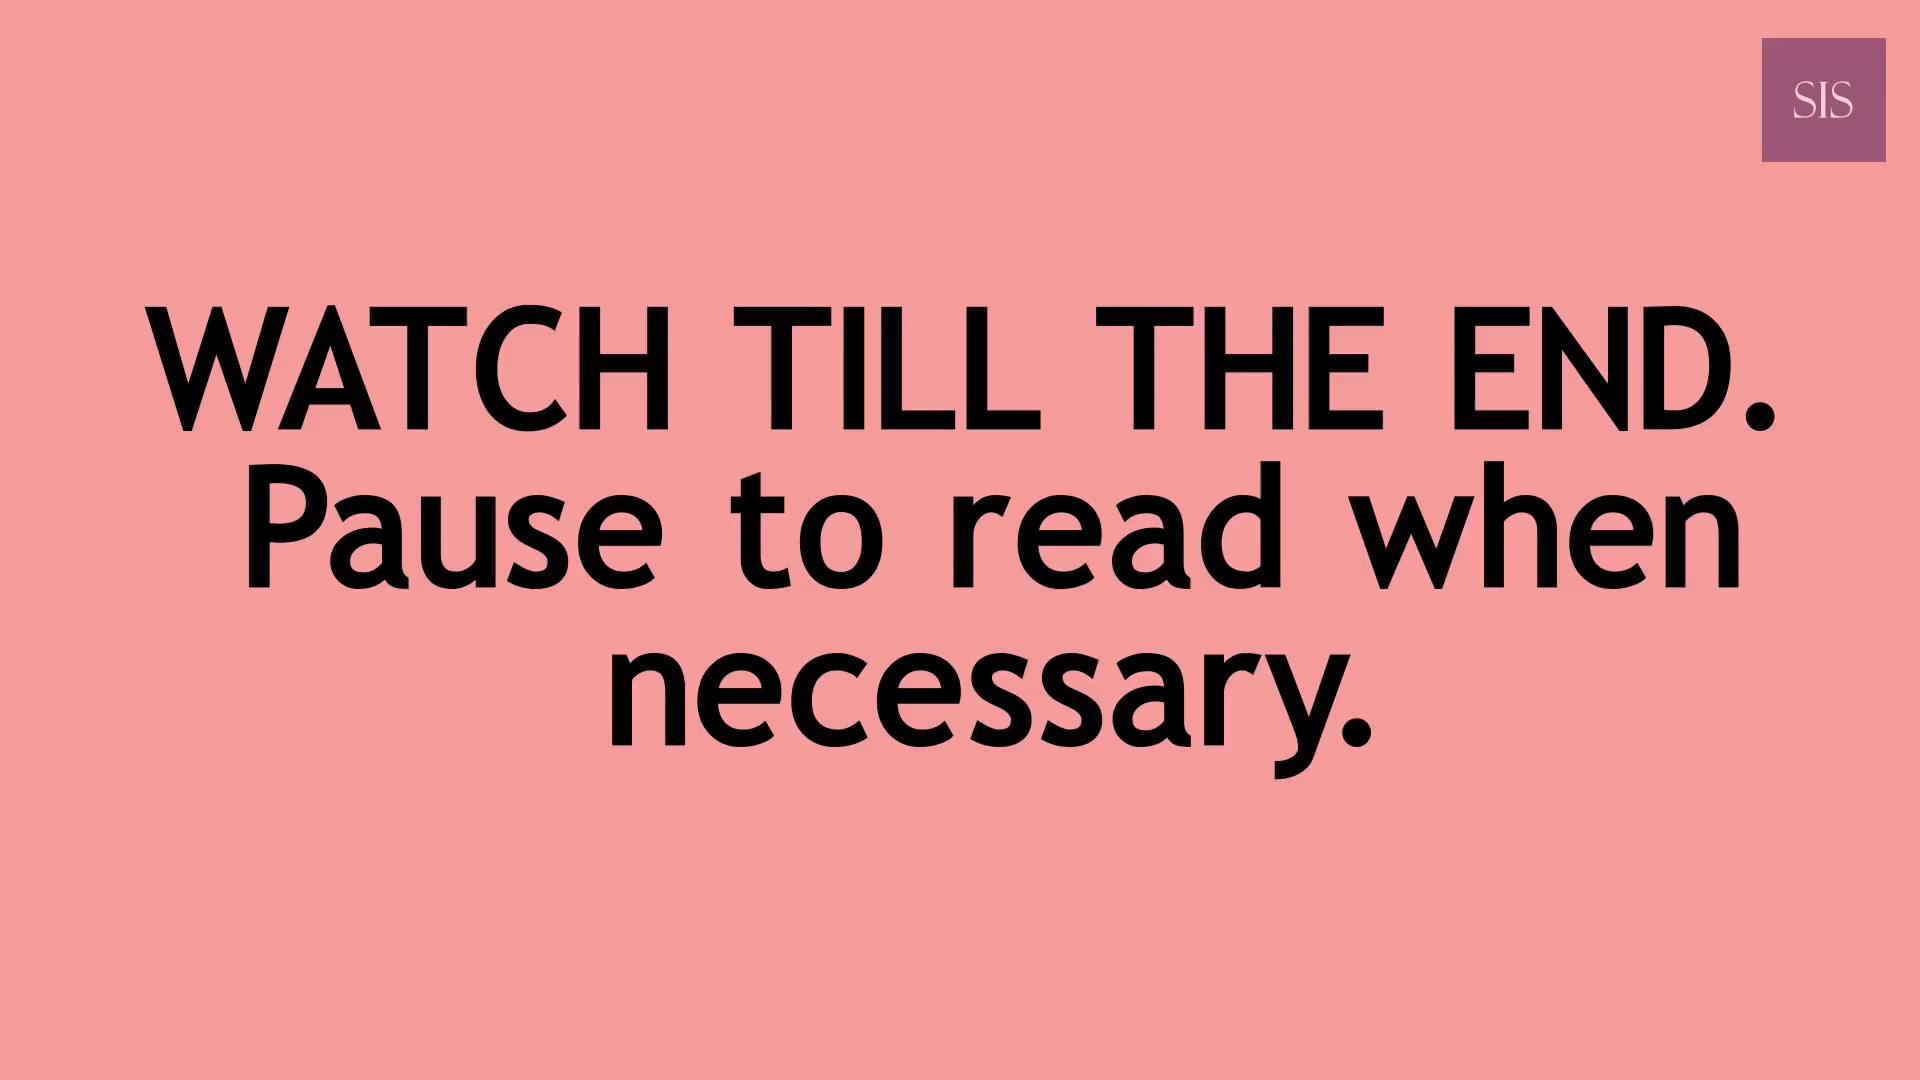 SIS
WATCH TILL THE END.
Pause to read when
necessary.